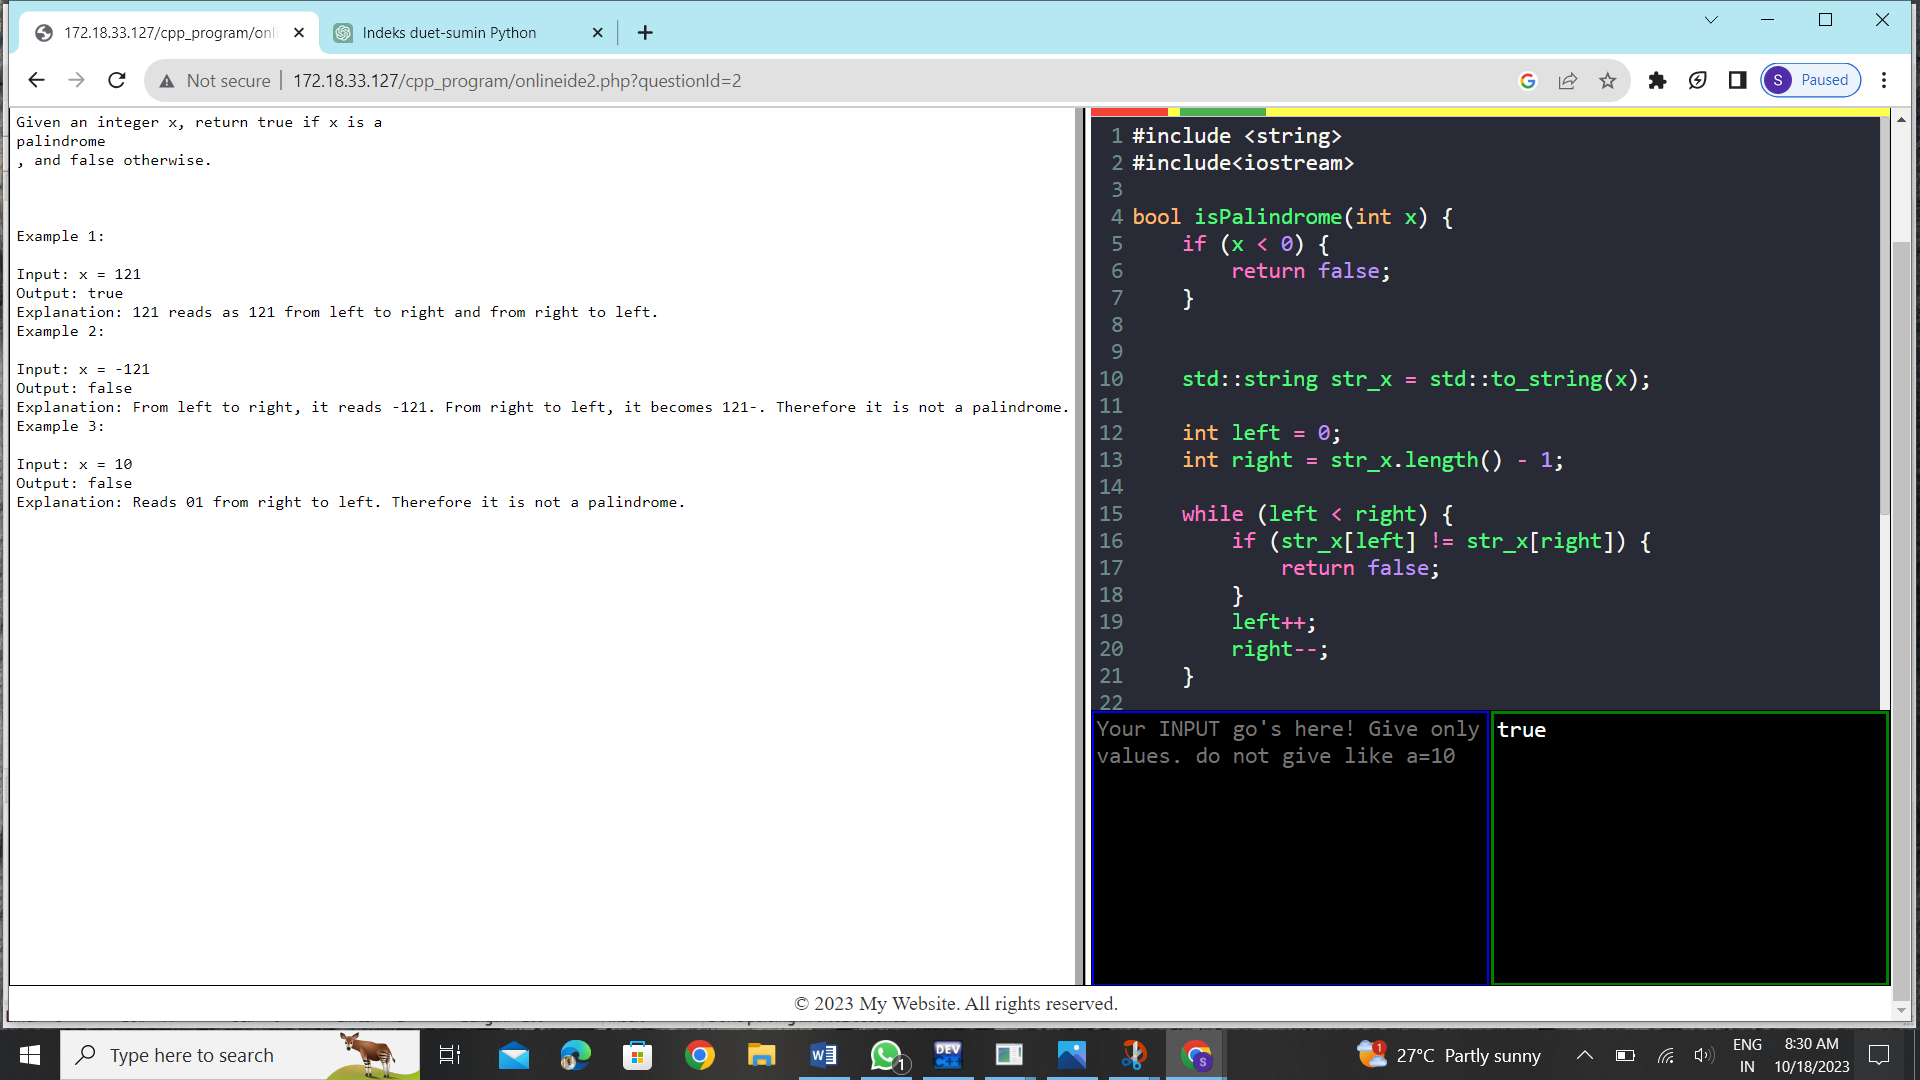 172.18.33.127/cpp_program/onli
Indeks duet-sumin Python
Not secure
172.18.33.127/cpp_program/onlineide2.php?questionId=2
S
Paused
Given an integer x, return true if x is a
palindrome
, and false otherwise.
Example 1:
Input: x = 121
Output: true
Explanation: 121 reads as 121 from left to right and from right to left.
Example 2:
Input: x = -121
Output: false
Explanation: From left to right, it reads -121. From right to left, it becomes 121-. Therefore it is not a palindrome.
Example 3:
Input: x = 10
Output: false
Explanation: Reads 01 from right to left. Therefore it is not a palindrome.
1 #include <string>
2 #include<iostream>
3
4 bool isPalindrome(int x) {
5     if (x < 0) {
6         return false;
7     }
8
9
10     std::string str_x = std::to_string(x);
11
12     int left = 0;
13     int right = str_x.length() - 1;
14
15     while (left < right) {
16         if (str_x[left] != str_x[right]) {
17             return false;
18         }
19         left++;
20         right--;
21     }
22
Your INPUT go's here! Give only
values. do not give like a=10
true
© 2023 My Website. All rights reserved.
Type here to search
W
1
DEV
S
1
27°C Partly sunny
ENG
IN
8:30 AM
10/18/2023